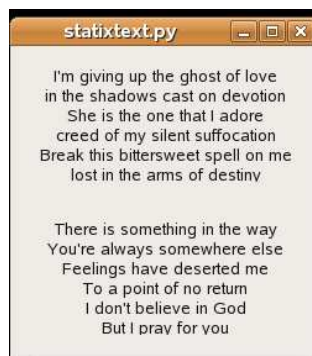 statixtext.py
I'm giving up the ghost of love
in the shadows cast on devotion
She is the one that I adore
creed of my silent suffocation
Break this bittersweet spell on me
lost in the arms of destiny
There is something in the way
You're always somewhere else
Feelings have deserted me
To a point of no return
I don't believe in God
But I pray for you